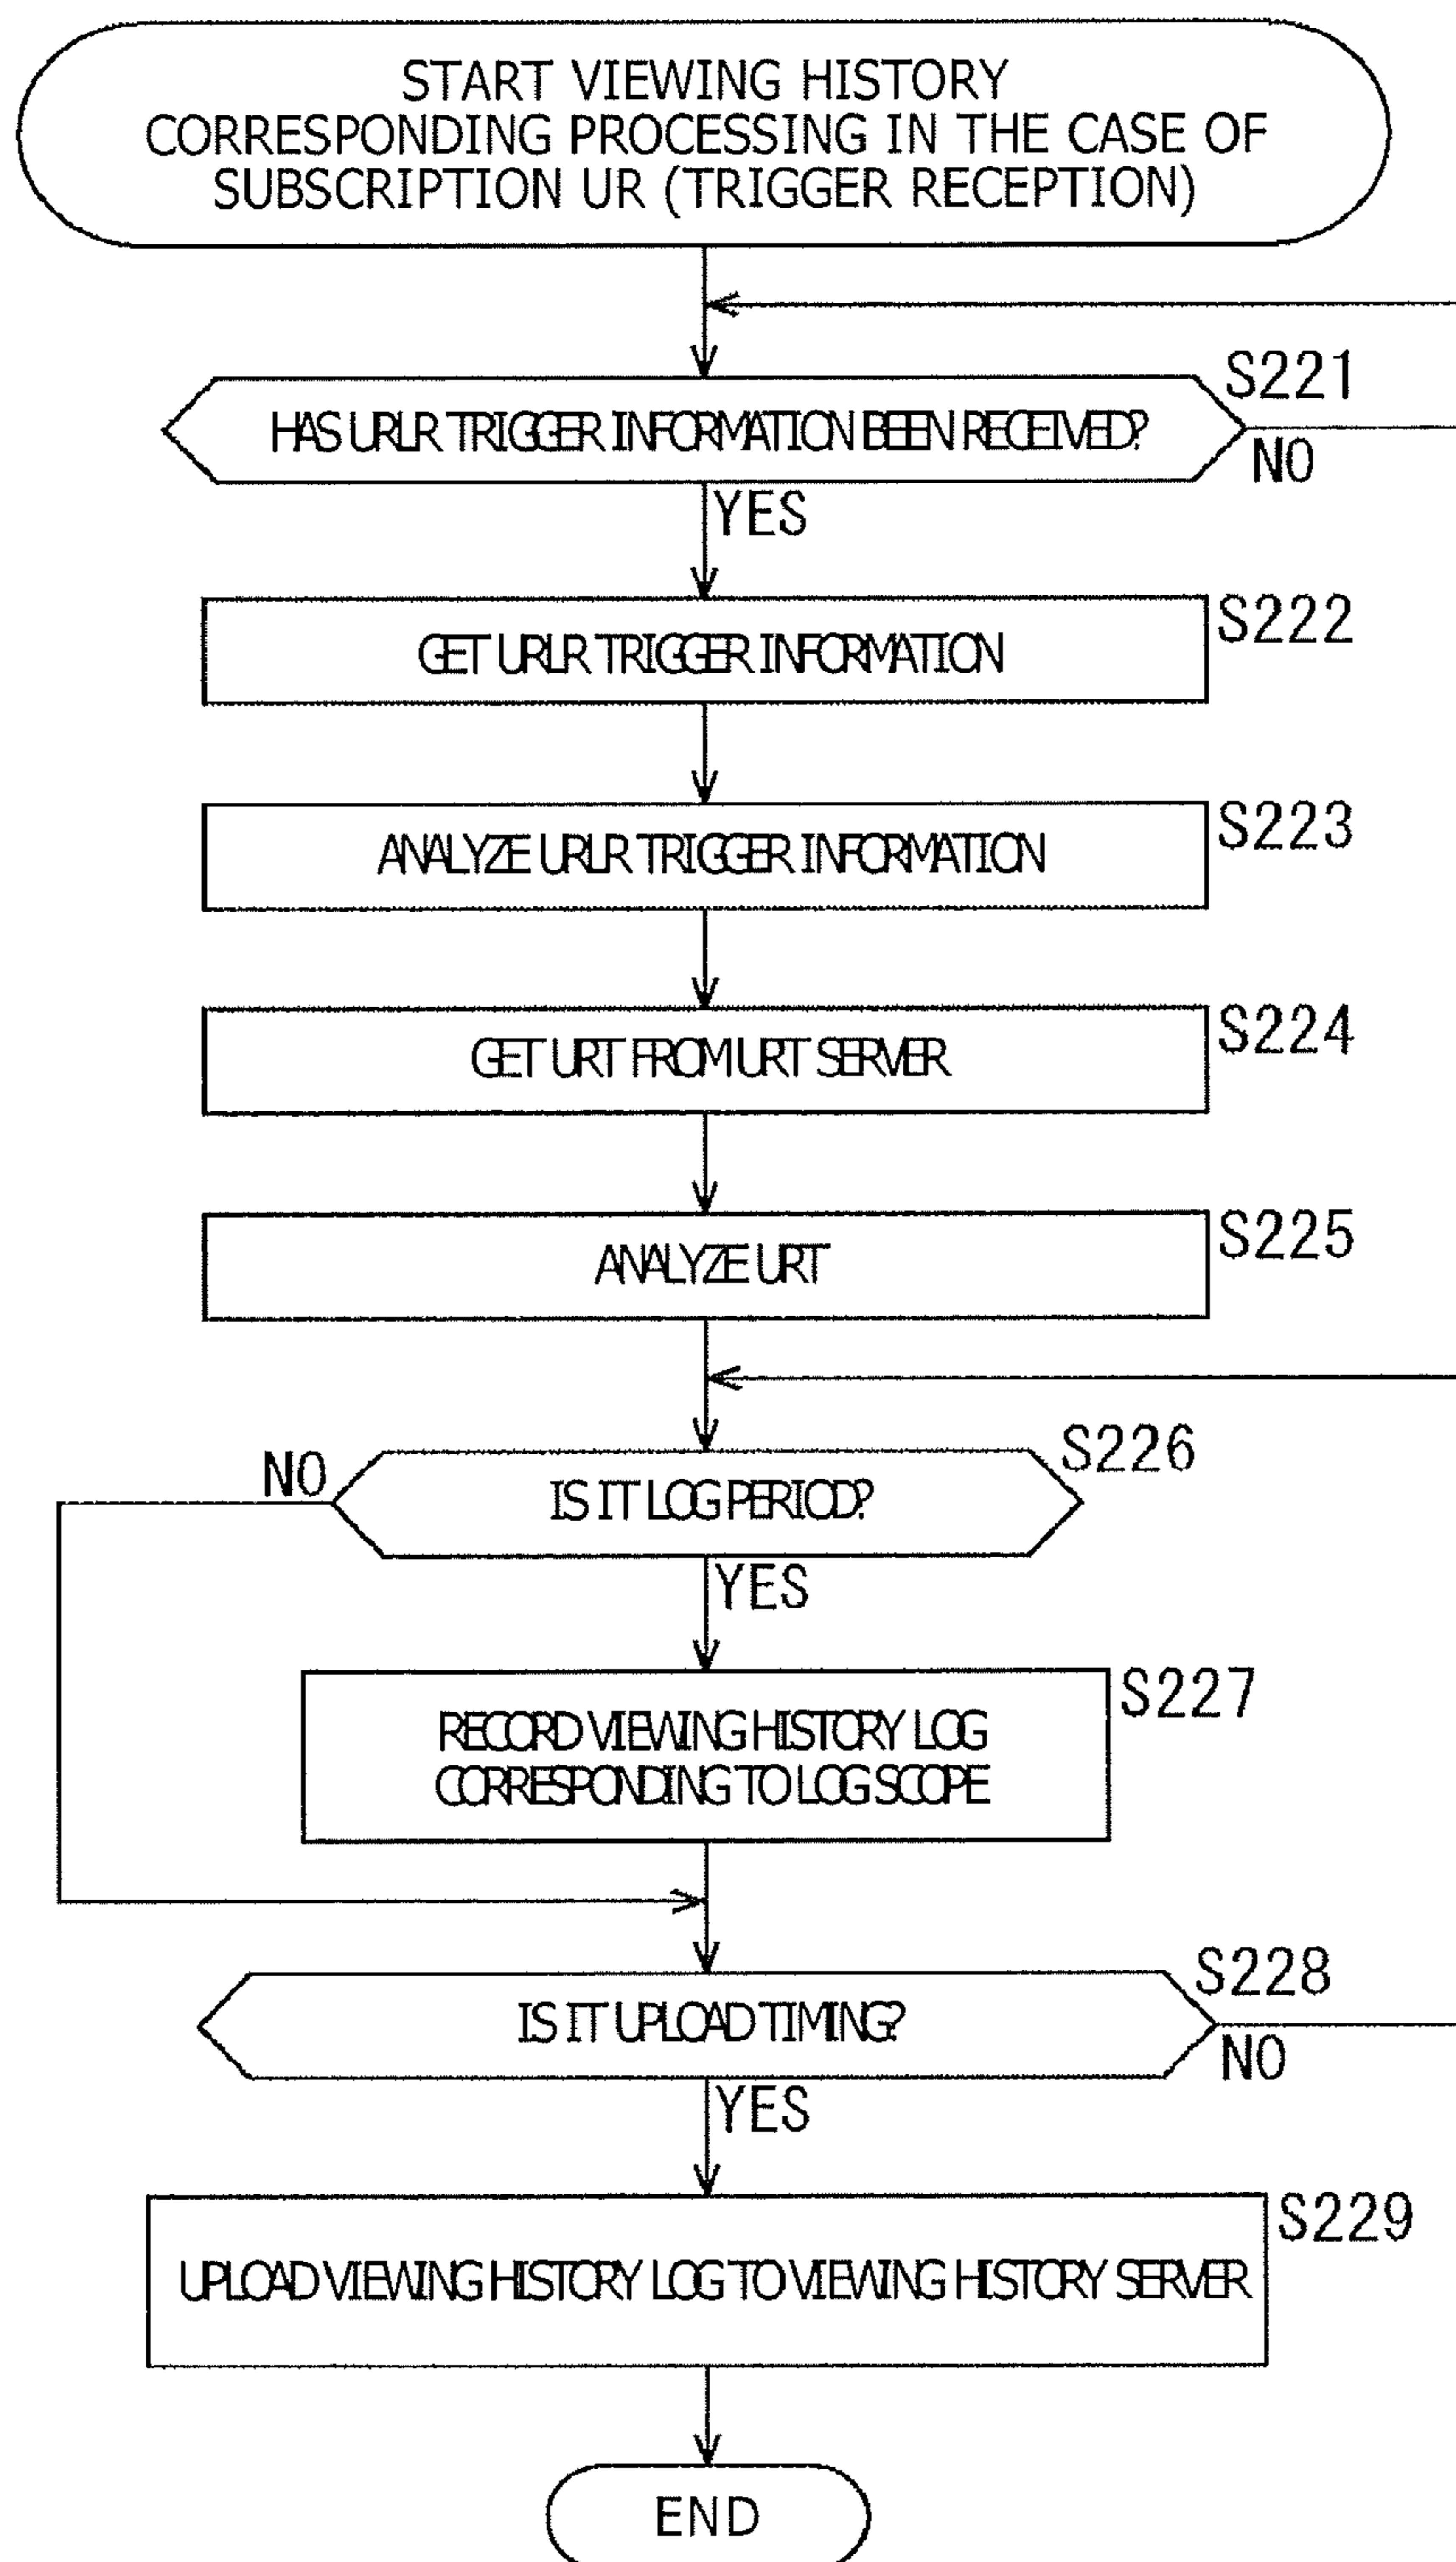 START VIEWING HISTORY
CORRESPONDING PROCESSING IN THE CASE OF
SUBSCRIPTION UR (TRIGGER RECEPTION)
S221
HAS URLR TRIGGER INFORMATION BEEN RECEIVED?
NO
YES
S222
GET URLR TRIGGER INFORMATION
S223
ANALYZE URLR TRIGGER INFORMATION
S224
GET URT FROM URT SERVER
S225
ANALYZE URT
S226
NO
IS IT LOG PERIOD?
YES
S227
RECORD VIEWING HISTORY LOG
CORRESPONDING TO LOG SCOPE
S228
IS IT UPLOAD TIMING?
NO
YES
S229
UPLOAD VIEWING HISTORY LOG TO VIEWING HISTORY SERVER
END